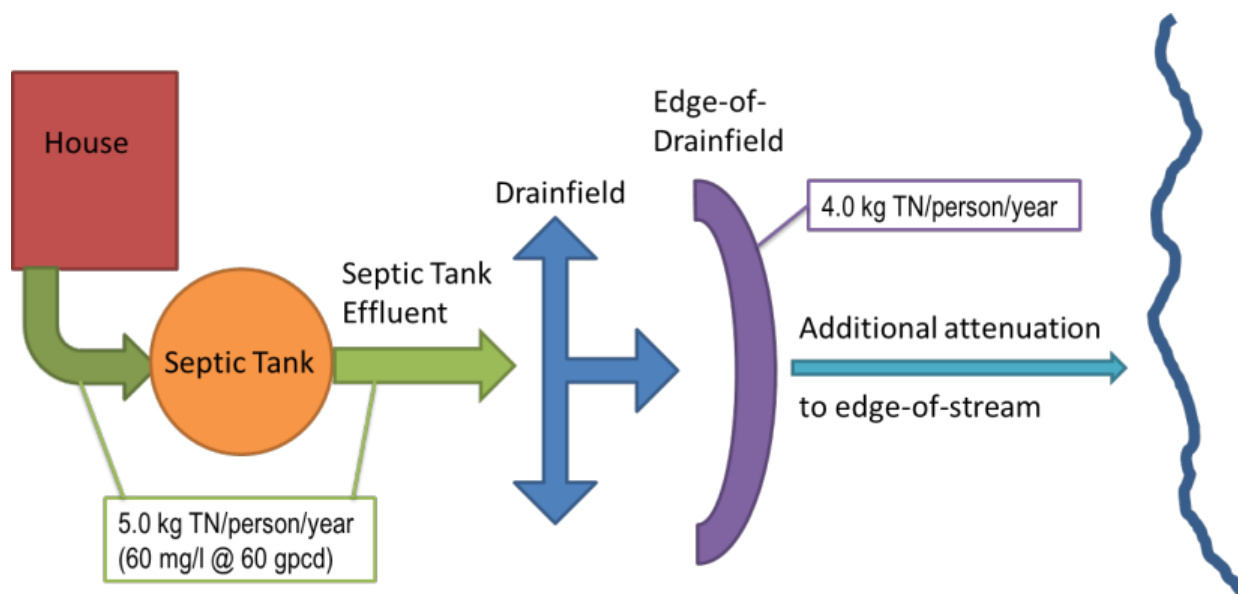 House
Septic Tank
5.0 kg TN/person/year
(60 mg/l @ 60 gpcd)
Septic Tank
Effluent
Drainfield
Edge-of-
Drainfield
4.0 kg TN/person/year
Additional attenuation
to edge-of-stream